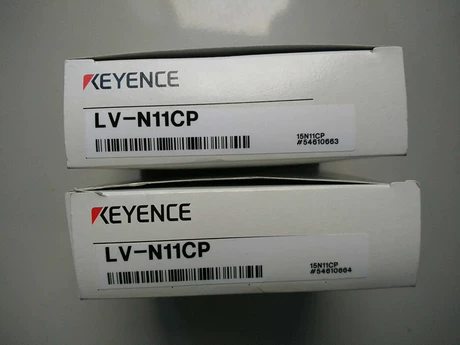 KEYENCE
LV-N11CP
15N11CP
#54610663
KEYENCE
LV-N11CP
15N11CP
#54610664